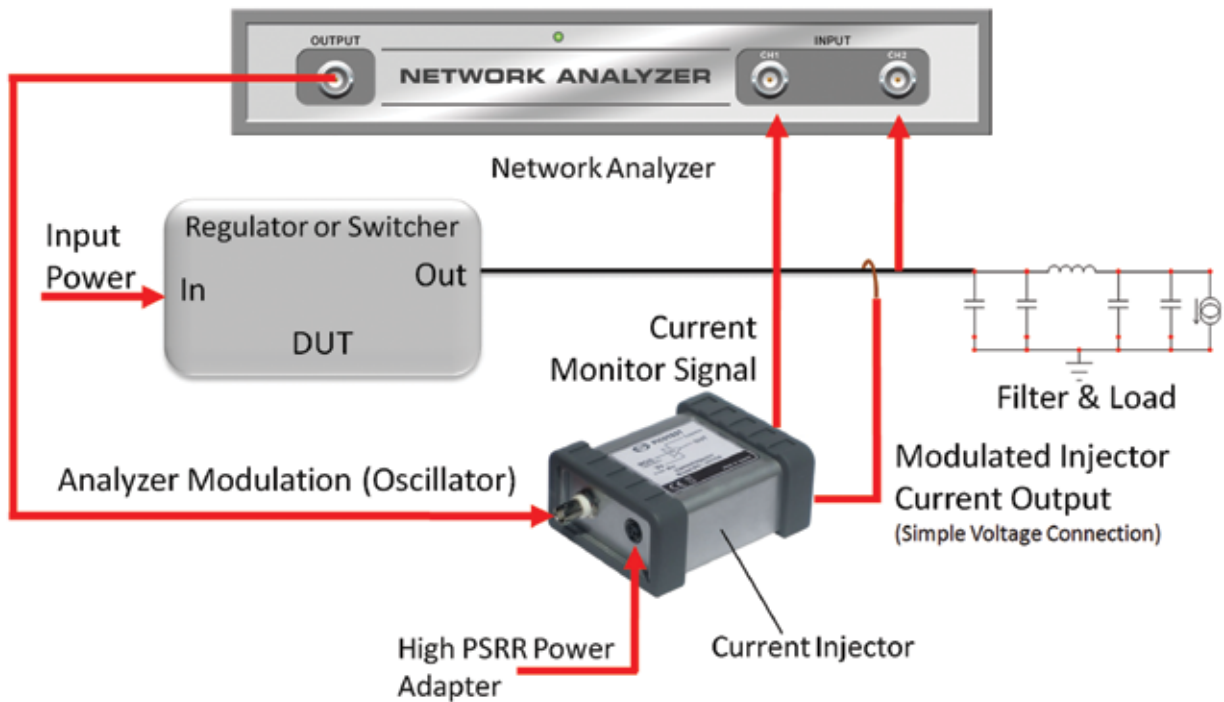 OUTPUT
INPUT
CH1
CH2
NETWORK ANALYZER
Network Analyzer
Regulator or Switcher
Input
Power
In
Out
DUT
Current
Monitor Signal
Filter & Load
Analyzer Modulation (Oscillator)
Modulated Injector
Current Output
(Simple Voltage Connection)
High PSRR Power
Adapter
Current Injector